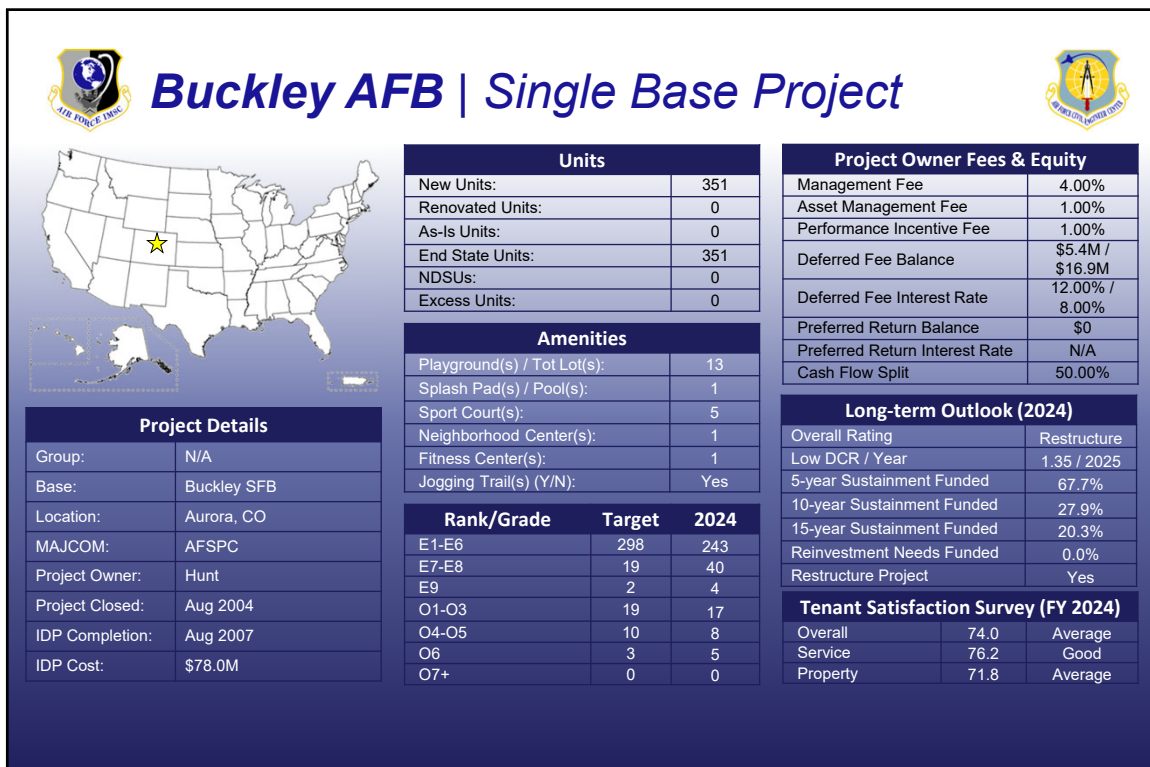 AIR FORCE IMSC
Buckley AFB | Single Base Project
AIR FORCE CIVIL ENGINEER CENTER
Project Details
Group: N/A
Base: Buckley SFB
Location: Aurora, CO
MAJCOM: AFSPC
Project Owner: Hunt
Project Closed: Aug 2004
IDP Completion: Aug 2007
IDP Cost: $78.0M
Units
New Units: 351
Renovated Units: 0
As-Is Units: 0
End State Units: 351
NDSUs: 0
Excess Units: 0
Amenities
Playground(s) / Tot Lot(s): 13
Splash Pad(s) / Pool(s): 1
Sport Court(s): 5
Neighborhood Center(s): 1
Fitness Center(s): 1
Jogging Trail(s) (Y/N): Yes
Rank/Grade Target 2024
E1-E6 298 243
E7-E8 19 40
E9 2 4
O1-O3 19 17
O4-O5 10 8
O6 3 5
O7+ 0 0
Project Owner Fees & Equity
Management Fee 4.00%
Asset Management Fee 1.00%
Performance Incentive Fee 1.00%
Deferred Fee Balance $5.4M /
$16.9M
Deferred Fee Interest Rate 12.00% /
8.00%
Preferred Return Balance $0
Preferred Return Interest Rate N/A
Cash Flow Split 50.00%
Long-term Outlook (2024)
Overall Rating Restructure
Low DCR / Year 1.35 / 2025
5-year Sustainment Funded 67.7%
10-year Sustainment Funded 27.9%
15-year Sustainment Funded 20.3%
Reinvestment Needs Funded 0.0%
Restructure Project Yes
Tenant Satisfaction Survey (FY 2024)
Overall 74.0 Average
Service 76.2 Good
Property 71.8 Average